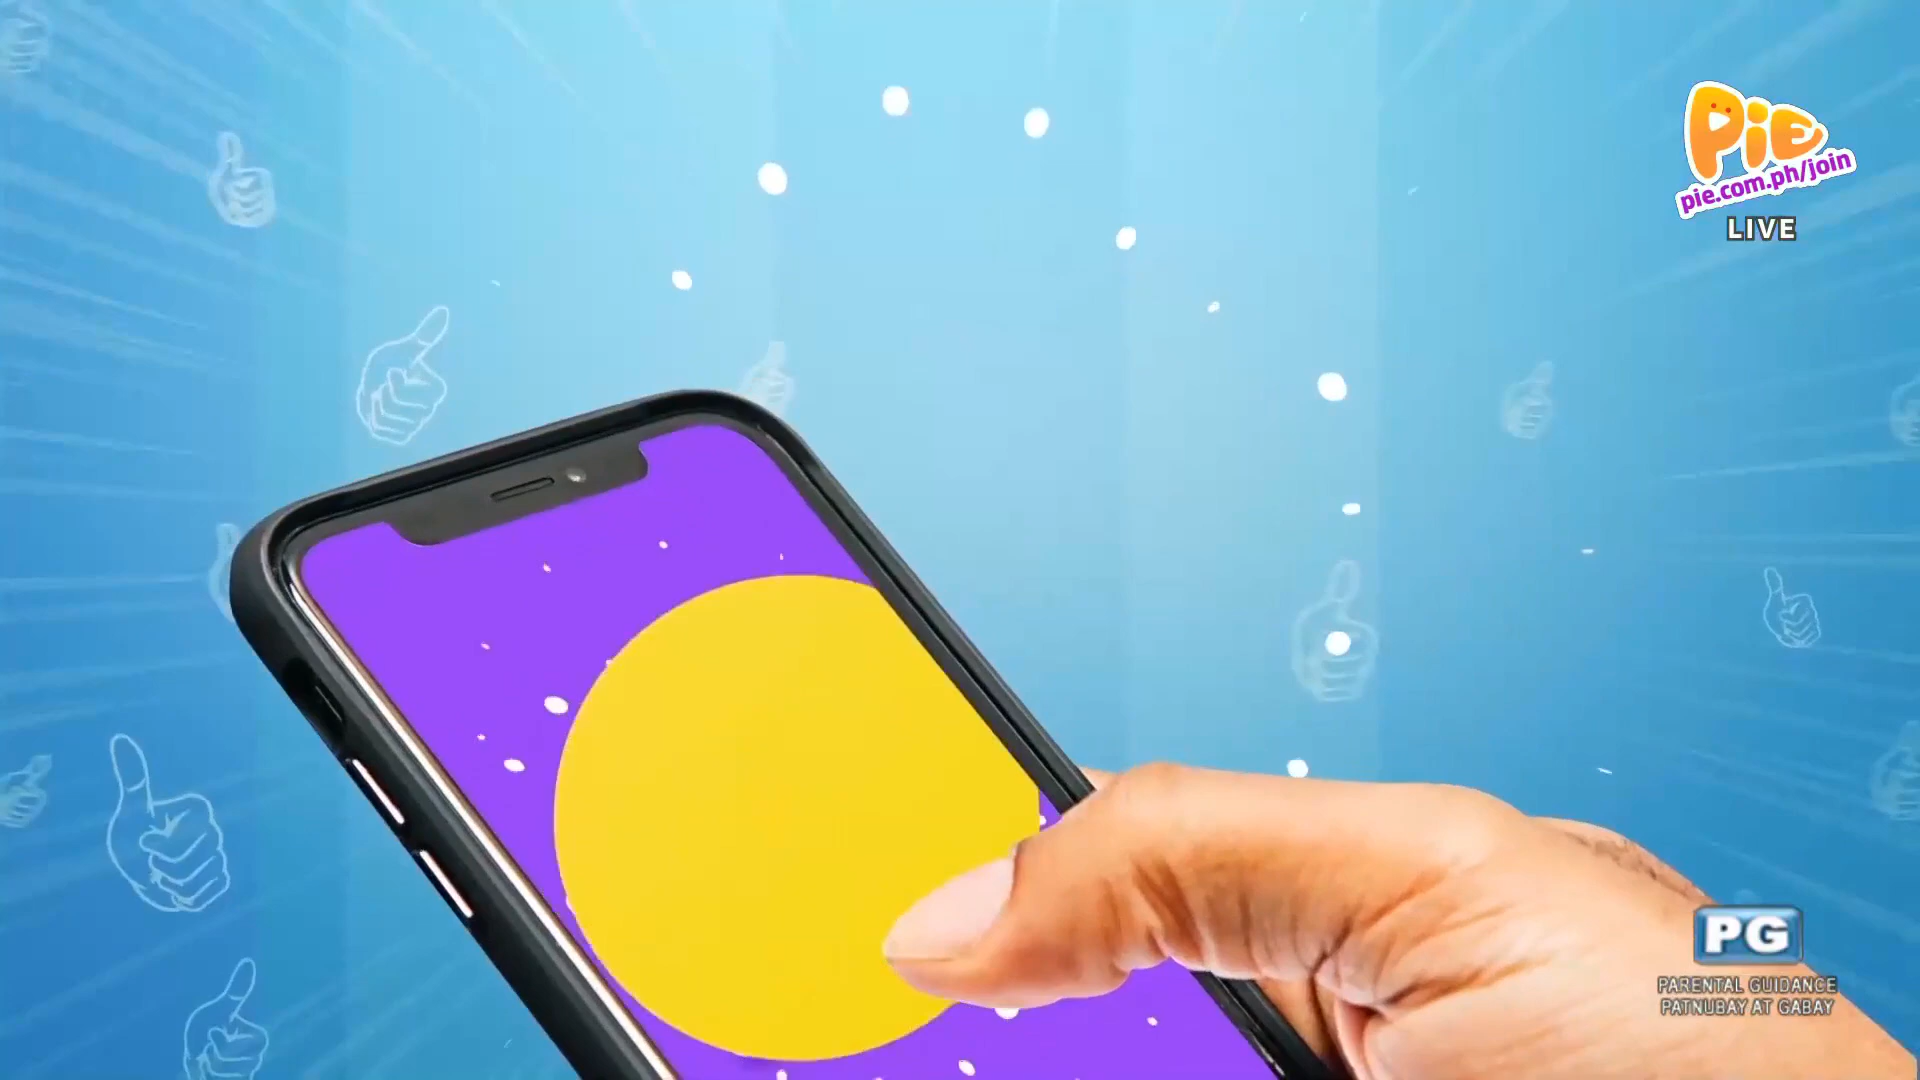 PiE
pie.com.ph/join
LIVE
PG
PARENTAL GUIDANCE
PATNUBAY AT GABAY